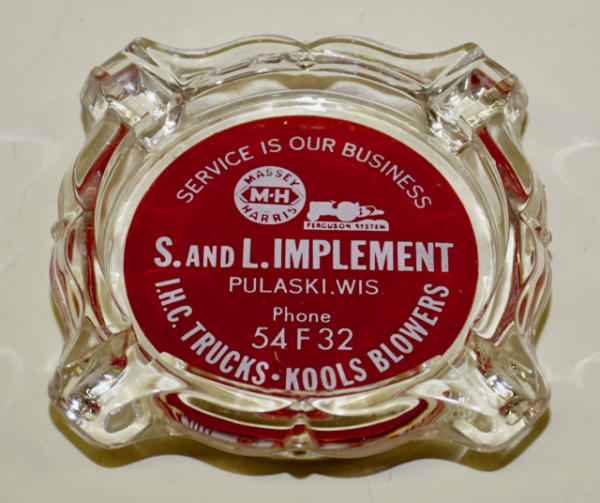 SERVICE IS OUR BUSINESS
MASSEY
M-H
HARRIS
FERGUSON SYSTEM
S. AND L. IMPLEMENT
PULASKI, WIS
Phone
54 F 32
I.H.C. TRUCKS · KOOLS BLOWERS